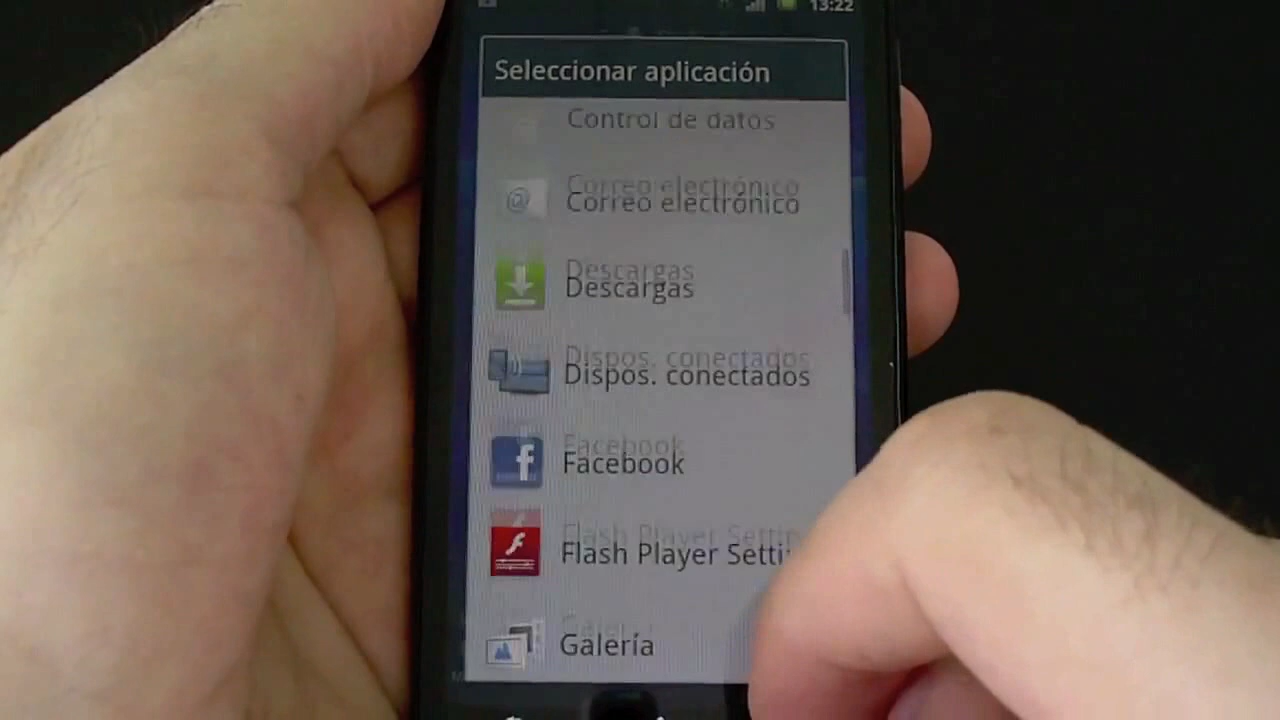 13:22
Seleccionar aplicación
Control de datos
Correo electrónico
Descargas
Dispos. conectados
Facebook
Flash Player Setti
Galería